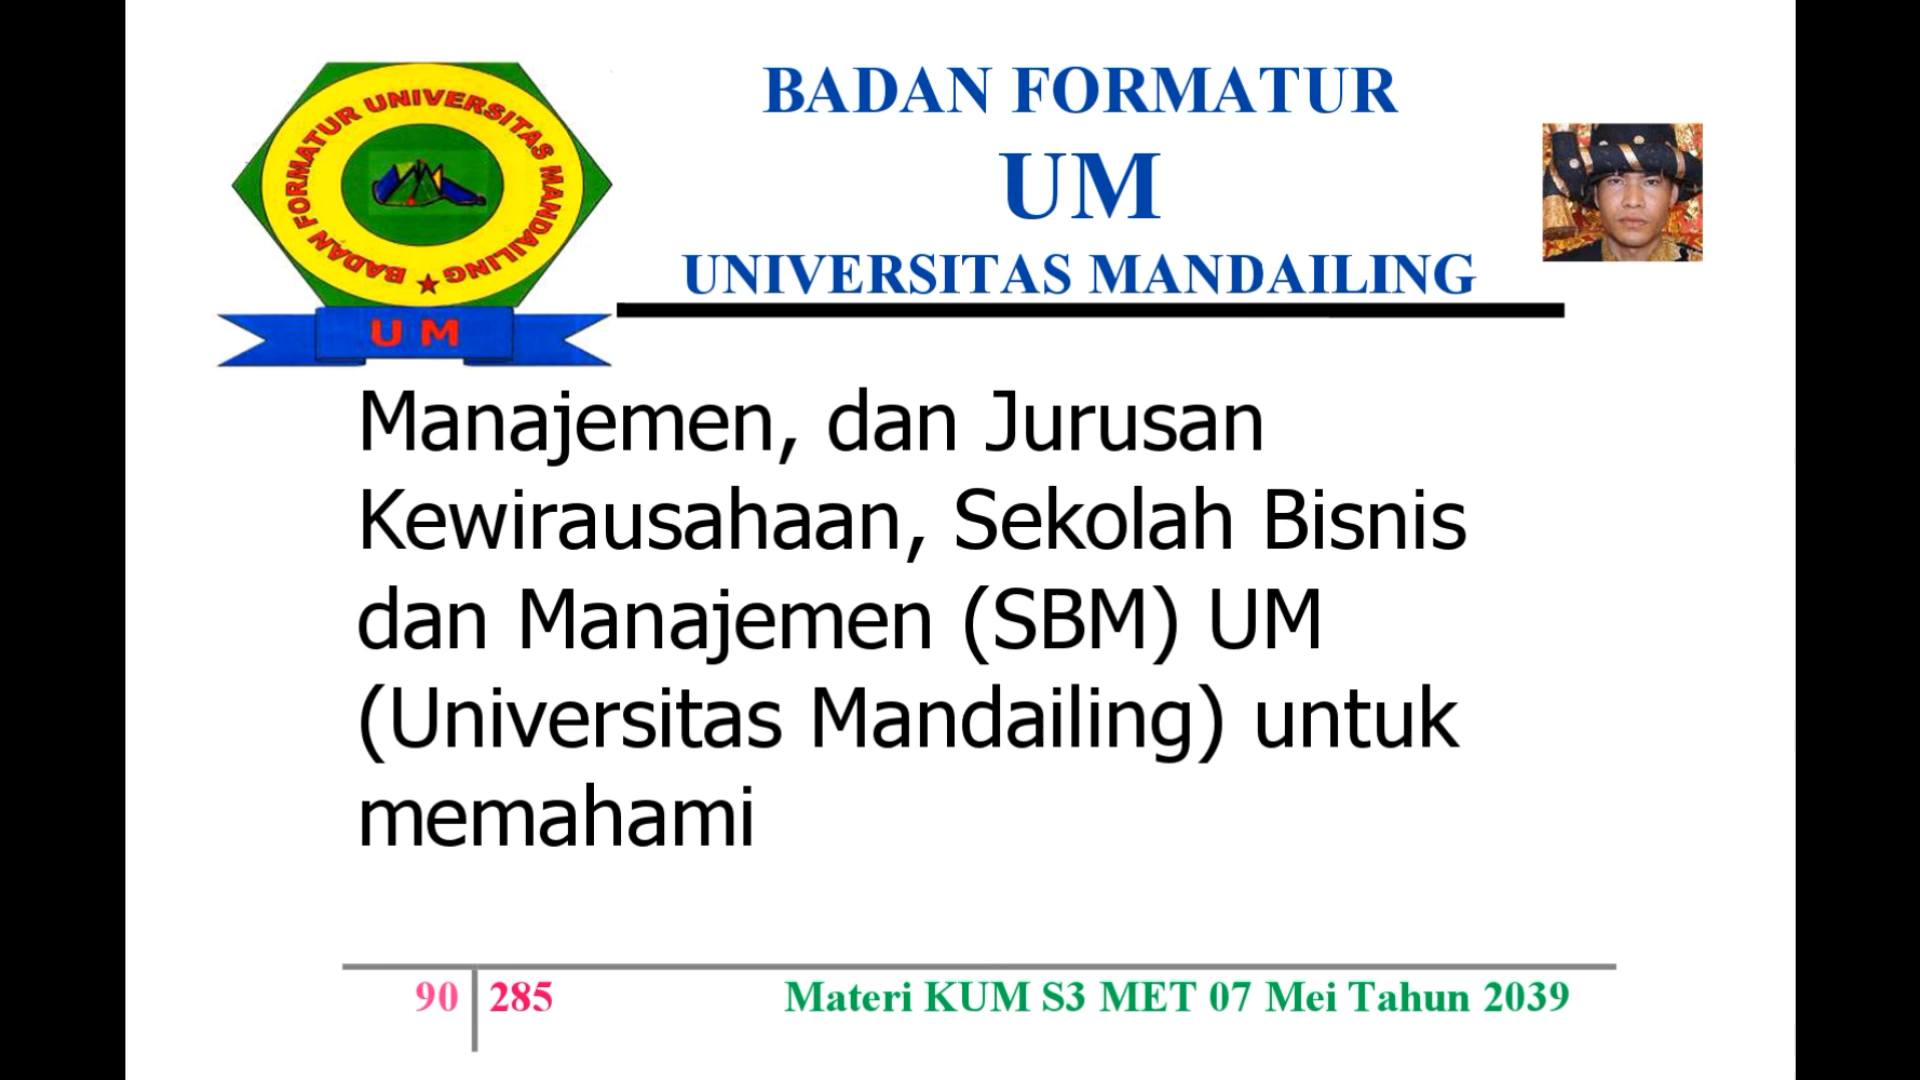 BADAN FORMATUR UNIVERSITAS MANDAILING
U M
BADAN FORMATUR
UM
UNIVERSITAS MANDAILING
Manajemen, dan Jurusan
Kewirausahaan, Sekolah Bisnis
dan Manajemen (SBM) UM
(Universitas Mandailing) untuk
memahami
90 285 Materi KUM S3 MET 07 Mei Tahun 2039